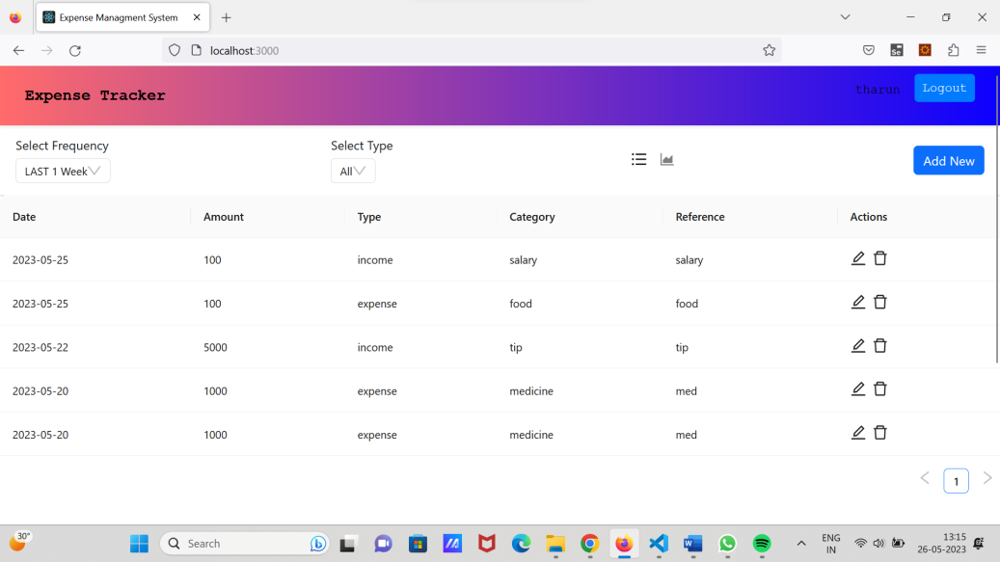 Expense Managment System
localhost:3000
Expense Tracker
tharun
Logout
Select Frequency
Select Type
LAST 1 Week
All
Add New
Date Amount Type Category Reference Actions
2023-05-25 100 income salary salary
2023-05-25 100 expense food food
2023-05-22 5000 income tip tip
2023-05-20 1000 expense medicine med
2023-05-20 1000 expense medicine med
1
30°
Search
ENG
IN
13:15
26-05-2023